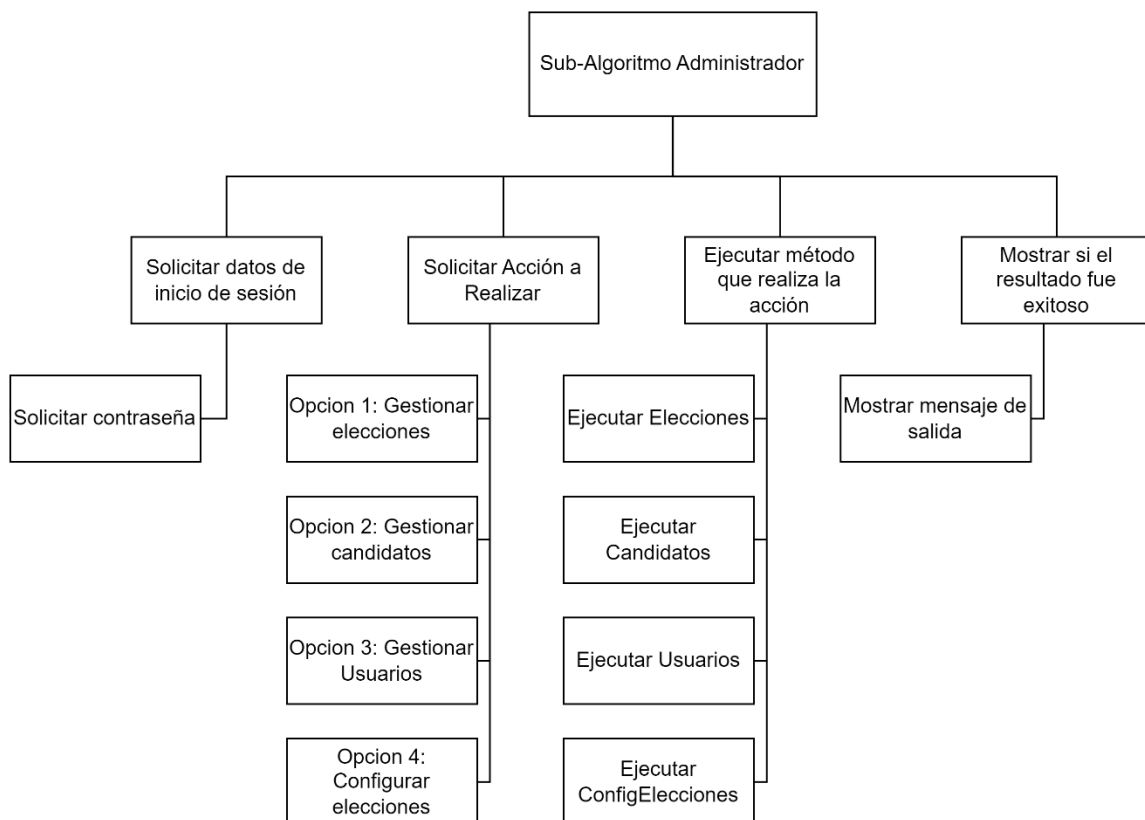 Sub-Algoritmo Administrador
Solicitar datos de
inicio de sesión
Solicitar Acción a
Realizar
Ejecutar método
que realiza la
acción
Mostrar si el
resultado fue
exitoso
Solicitar contraseña
Opcion 1: Gestionar
elecciones
Ejecutar Elecciones
Mostrar mensaje de
salida
Opcion 2: Gestionar
candidatos
Ejecutar
Candidatos
Opcion 3: Gestionar
Usuarios
Ejecutar Usuarios
Opcion 4:
Configurar
elecciones
Ejecutar
ConfigElecciones